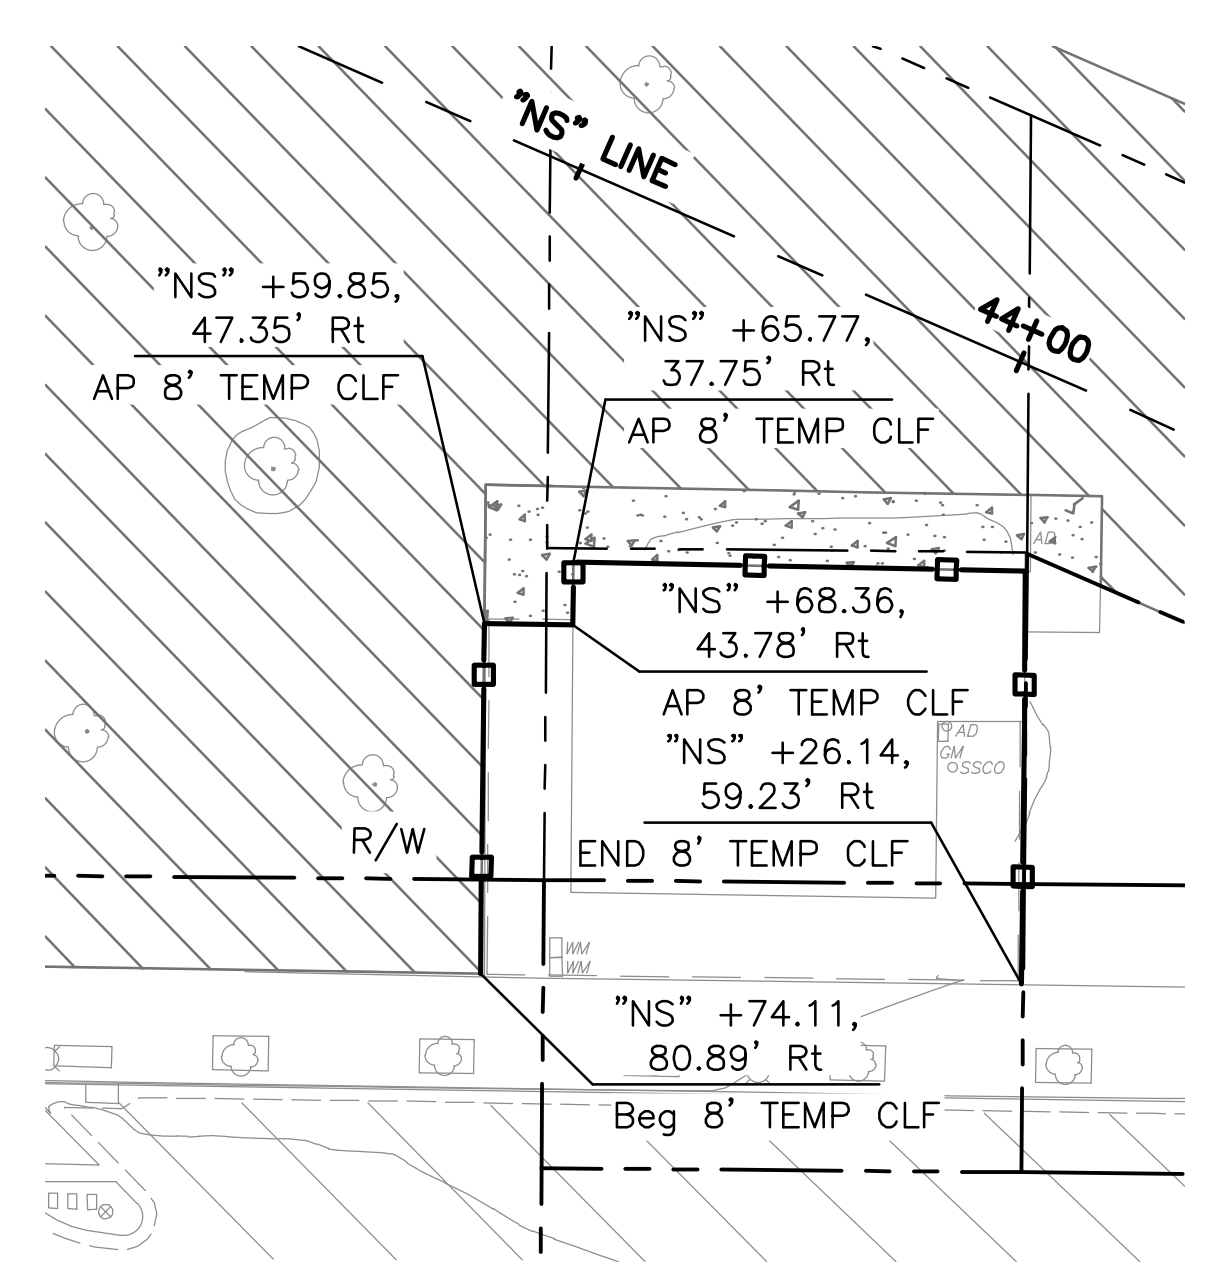 "NS" LINE
44+00
"NS" +59.85,
47.35' Rt
AP 8' TEMP CLF
"NS" +65.77,
37.75' Rt
AP 8' TEMP CLF
AD
"NS" +68.36,
43.78' Rt
AP 8' TEMP CLF
AD
GM
SSCO
"NS" +26.14,
59.23' Rt
END 8' TEMP CLF
R/W
WM
WM
"NS" +74.11,
80.89' Rt
Beg 8' TEMP CLF